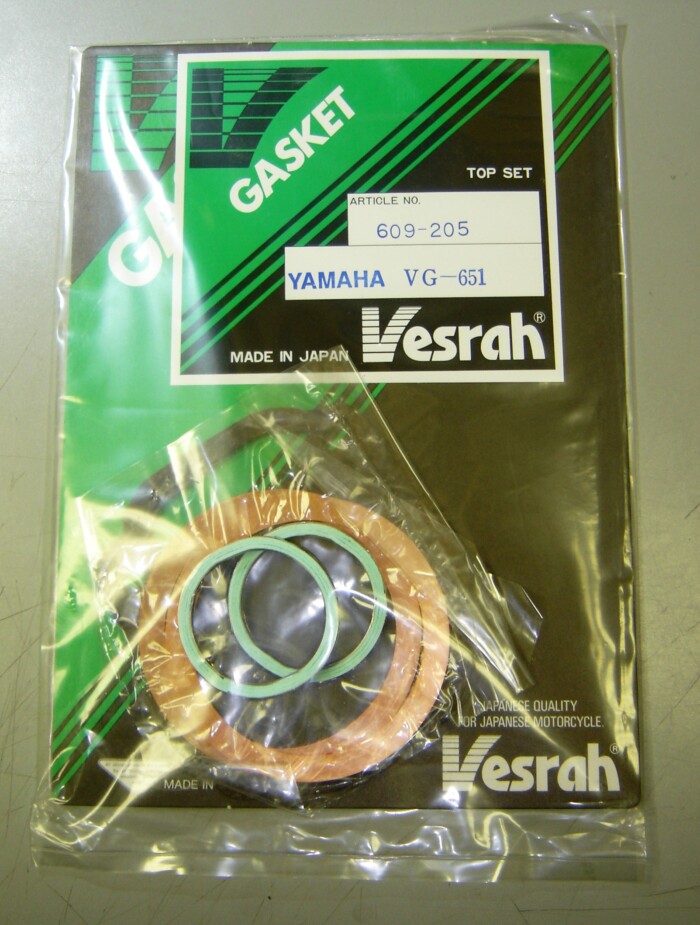 GASKET
TOP SET
ARTICLE NO.
609-205
YAMAHA VG-651
MADE IN JAPAN
Vesrah®
GA
JAPANESE QUALITY
FOR JAPANESE MOTORCYCLE.
Vesrah®
MADE IN